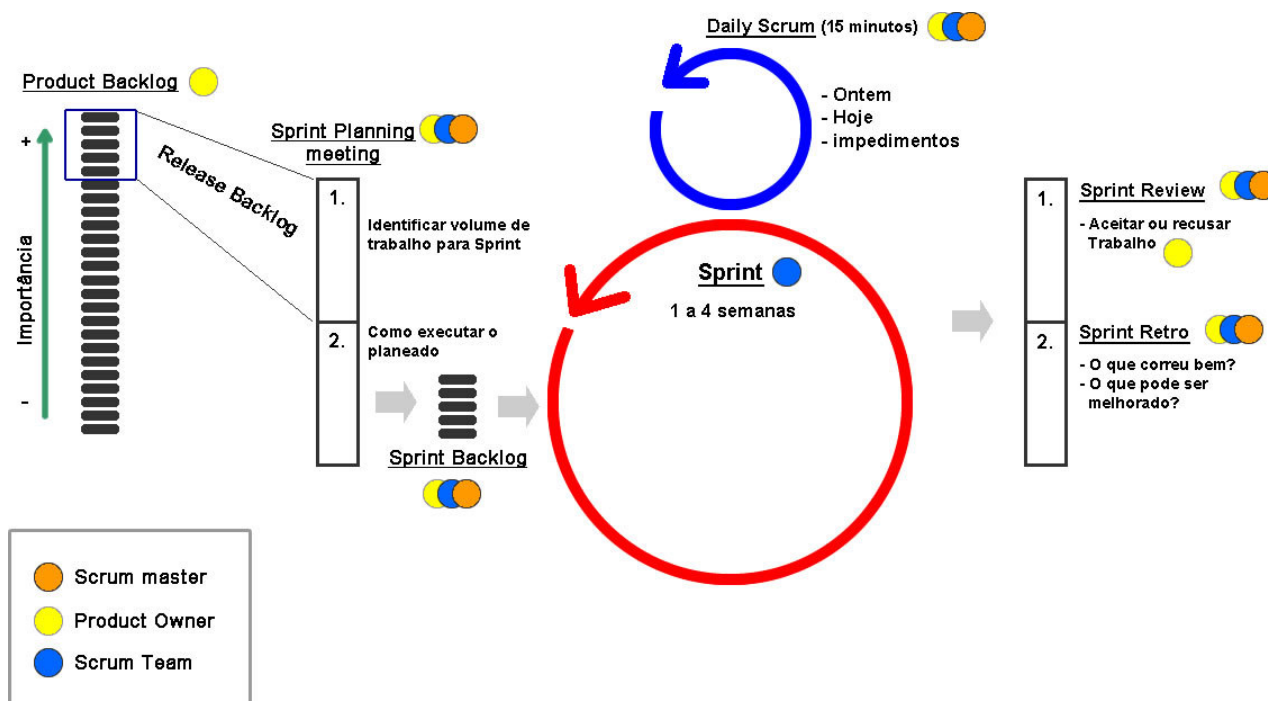 Product Backlog
+
Importância
-
Release Backlog
Sprint Planning
meeting
1.
Identificar volume de
trabalho para Sprint
2.
Como executar o
planeado
Sprint Backlog
Daily Scrum (15 minutos)
- Ontem
- Hoje
- impedimentos
Sprint
1 a 4 semanas
1.
Sprint Review
- Aceitar ou recusar
Trabalho
2.
Sprint Retro
- O que correu bem?
- O que pode ser
melhorado?
Scrum master
Product Owner
Scrum Team